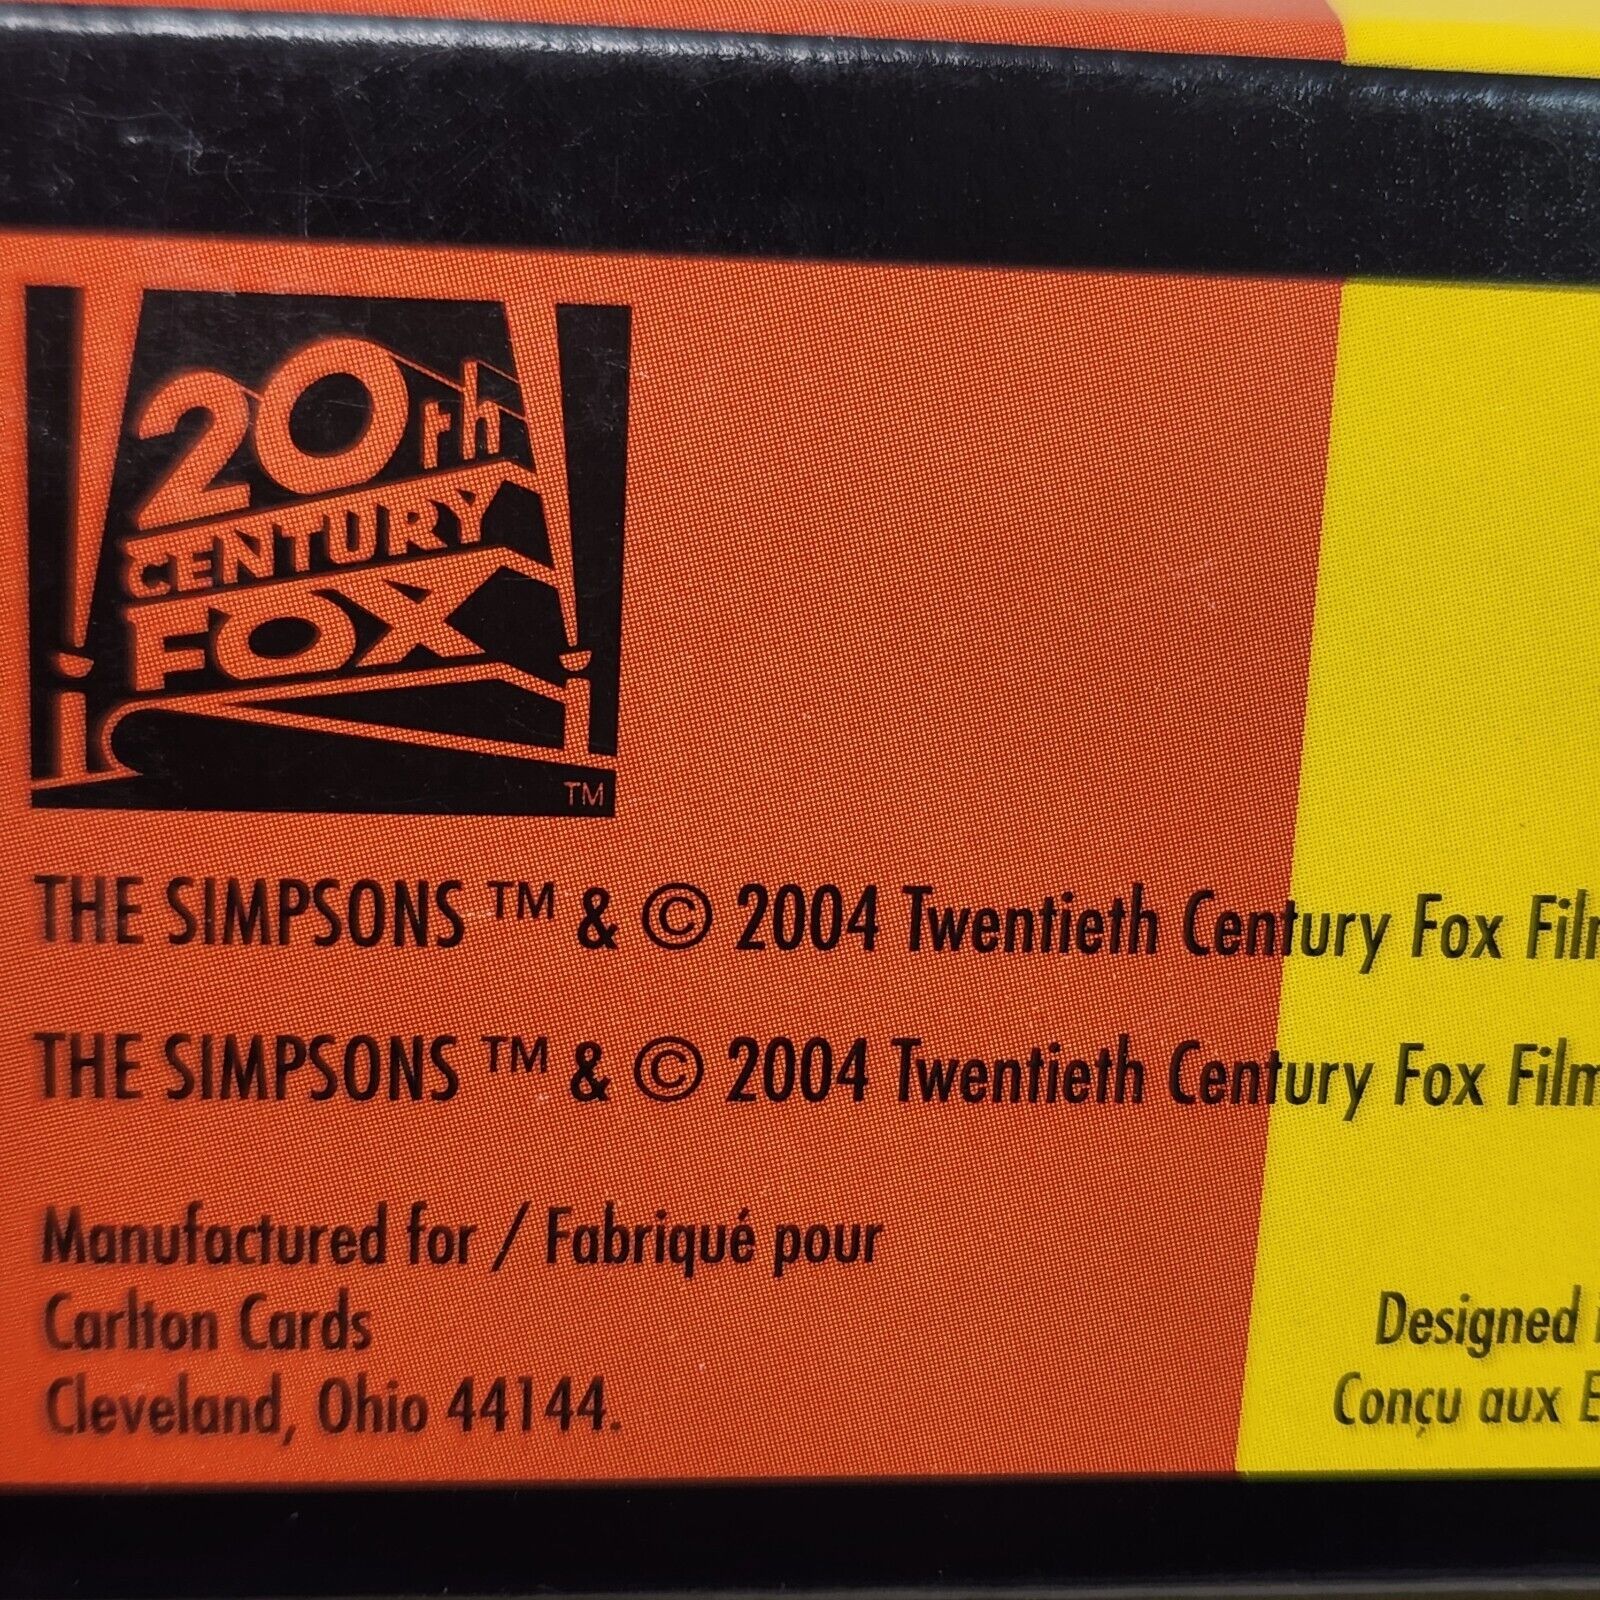 20th
CENTURY
FOX
TM
THE SIMPSONS ™ & © 2004 Twentieth Century Fox
THE SIMPSONS ™ & © 2004 Twentieth Century Fox Film
Manufactured for / Fabriqué pour
Carlton Cards
Cleveland, Ohio 44144.
Designed
Conçu aux